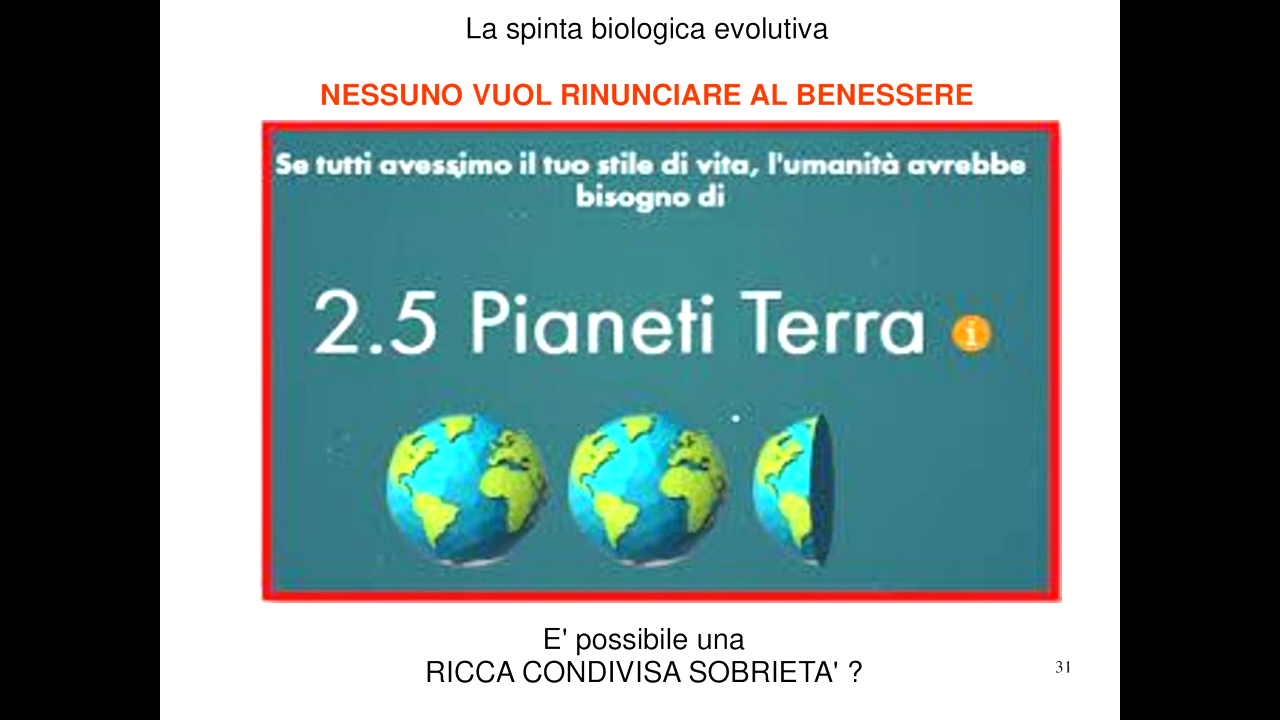 La spinta biologica evolutiva
NESSUNO VUOL RINUNCIARE AL BENESSERE
Se tutti avessimo il tuo stile di vita, l'umanità avrebbe
bisogno di
2.5 Pianeti Terra i
E' possibile una
RICCA CONDIVISA SOBRIETA' ?
31